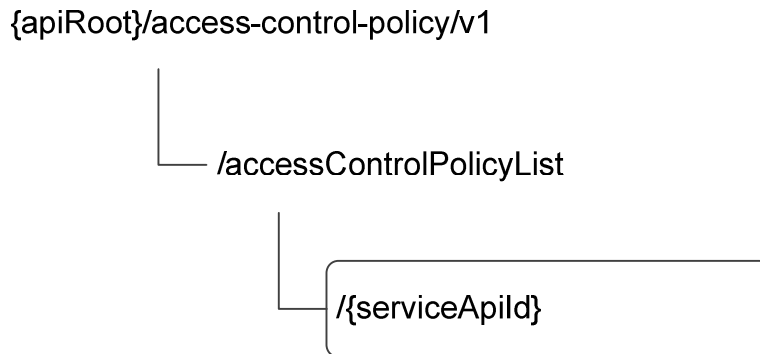 {apiRoot}/access-control-policy/v1
/accessControlPolicyList
/{serviceApiId}